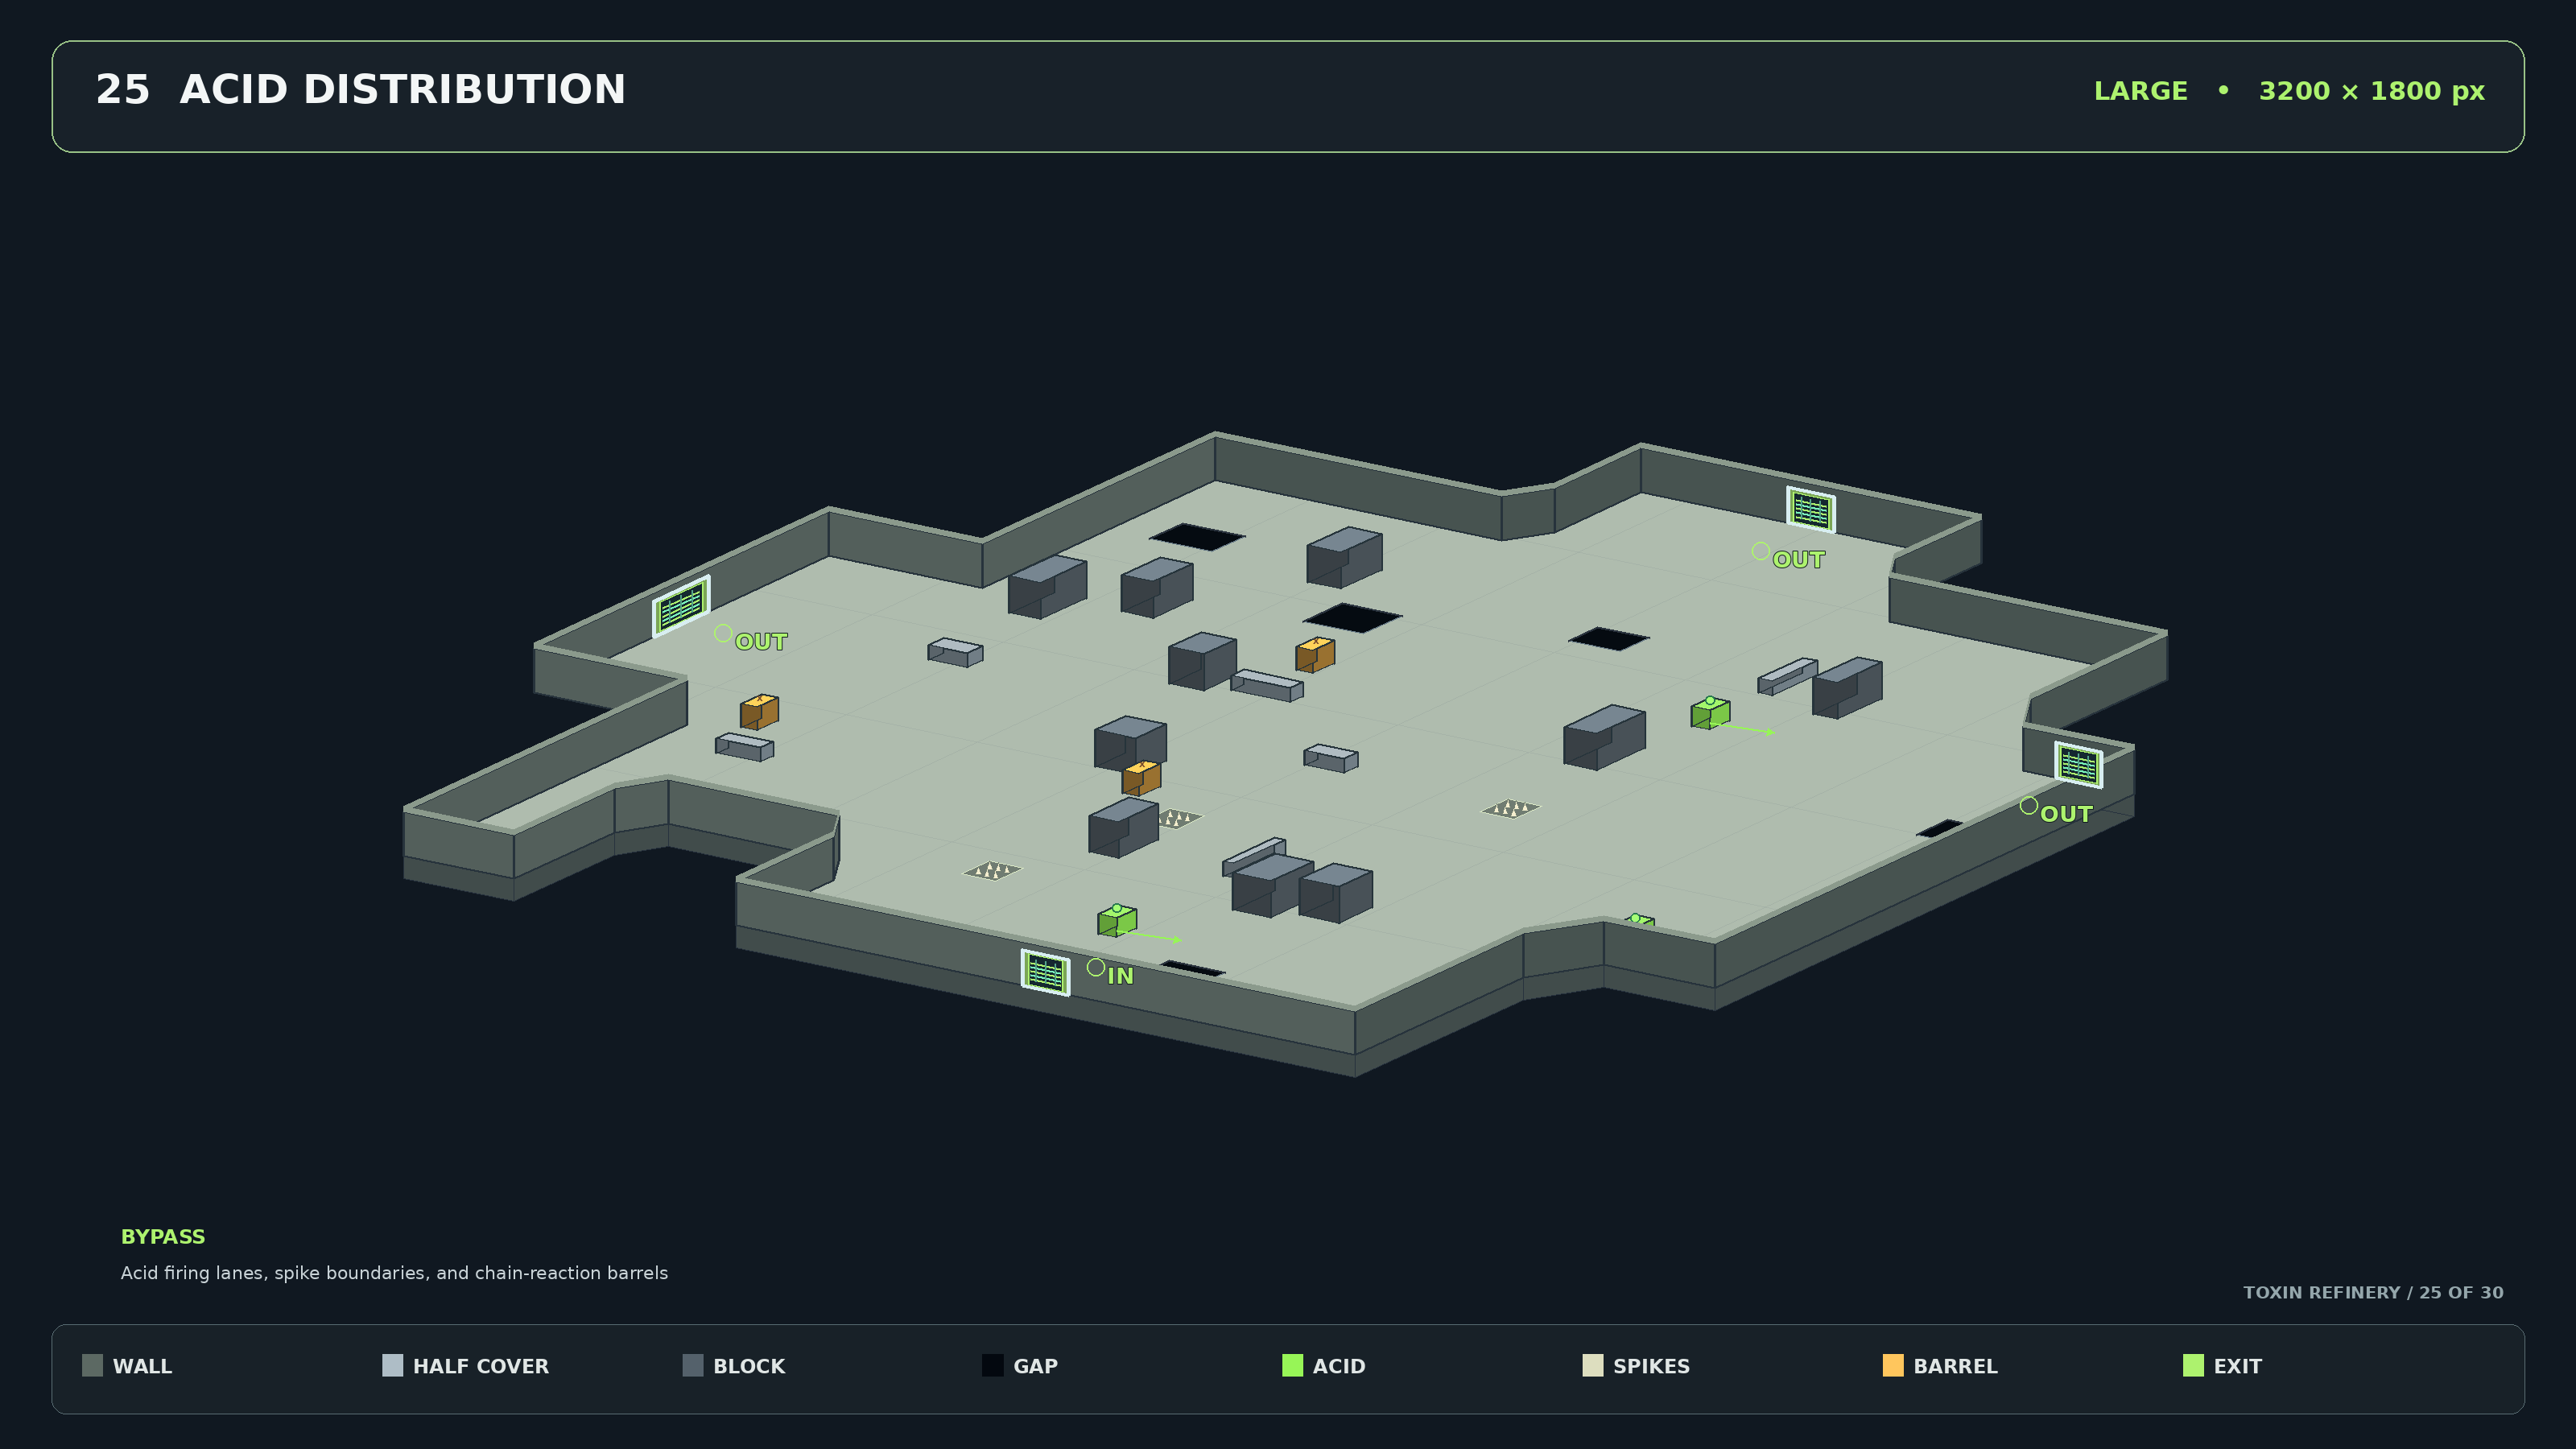 25 ACID DISTRIBUTION
LARGE • 3200 × 1800 px
OUT
OUT
OUT
IN
BYPASS
Acid firing lanes, spike boundaries, and chain-reaction barrels
TOXIN REFINERY / 25 OF 30
WALL
HALF COVER
BLOCK
GAP
ACID
SPIKES
BARREL
EXIT